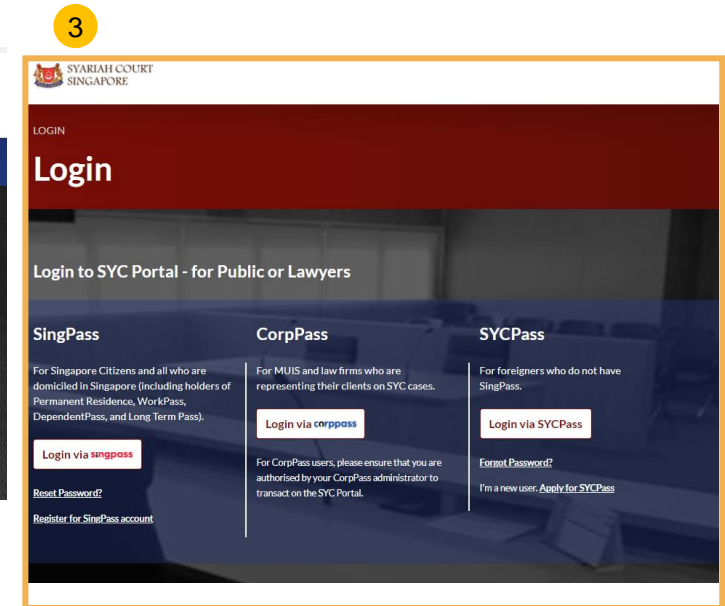 3
SYARIAH COURT
SINGAPORE
LOGIN
Login
Login to SYC Portal - for Public or Lawyers
SingPass
For Singapore Citizens and all who are
domiciled in Singapore (including holders of
Permanent Residence, WorkPass,
DependentPass, and Long Term Pass).
Login via singpass
Reset Password?
Register for SingPass account
CorpPass
For MUIS and law firms who are
representing their clients on SYC cases.
Login via corppass
For CorpPass users, please ensure that you are
authorised by your CorpPass administrator to
transact on the SYC Portal.
SYCPass
For foreigners who do not have
SingPass.
Login via SYCPass
Forgot Password?
I'm a new user. Apply for SYCPass